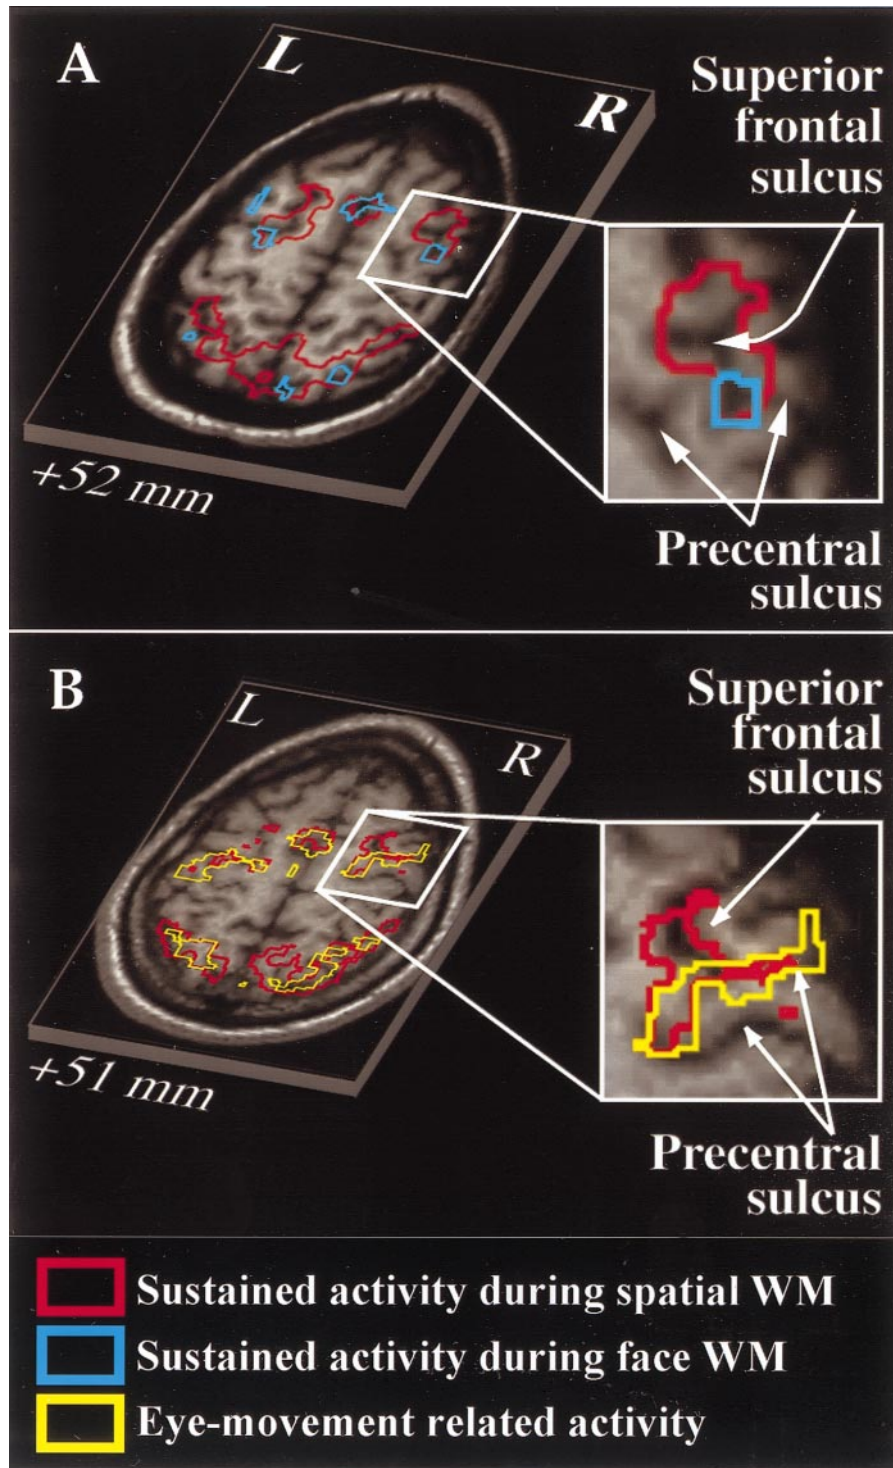 A
L
R
Superior
frontal
sulcus
Precentral
sulcus
+52 mm
B
L
R
Superior
frontal
sulcus
Precentral
sulcus
+51 mm
Sustained activity during spatial WM
Sustained activity during face WM
Eye-movement related activity